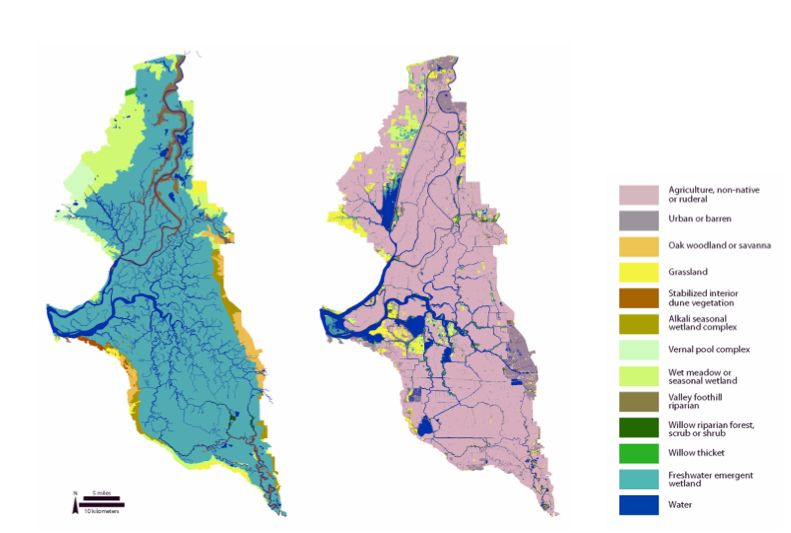 Agriculture, non-native
or ruderal
Urban or barren
Oak woodland or savanna
Grassland
Stabilized interior
dune vegetation
Alkali seasonal
wetland complex
Vernal pool complex
Wet meadow or
seasonal wetland
Valley foothill
riparian
Willow riparian forest,
scrub or shrub
Willow thicket
Freshwater emergent
wetland
Water
N
5 miles
10 kilometers